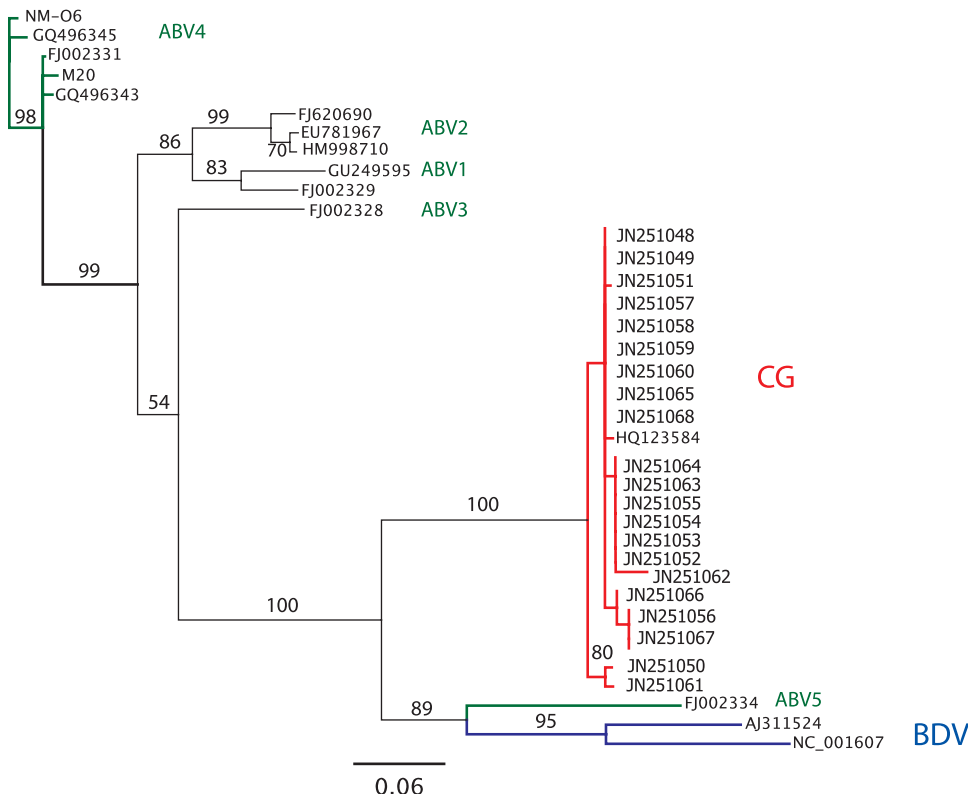 NM-06
GQ496345
ABV4
FJ002331
M20
GQ496343
98
99
FJ620690
EU781967
ABV2
86
70
HM998710
83
GU249595
ABV1
FJ002329
FJ002328
ABV3
JN251048
JN251049
JN251051
99
JN251057
JN251058
JN251059
JN251060
CG
JN251065
54
JN251068
HQ123584
JN251064
JN251063
100
JN251055
JN251054
JN251053
JN251052
JN251062
100
JN251066
JN251056
JN251067
80
JN251050
JN251061
89
FJ002334
ABV5
95
AJ311524
BDV
NC_001607
0.06